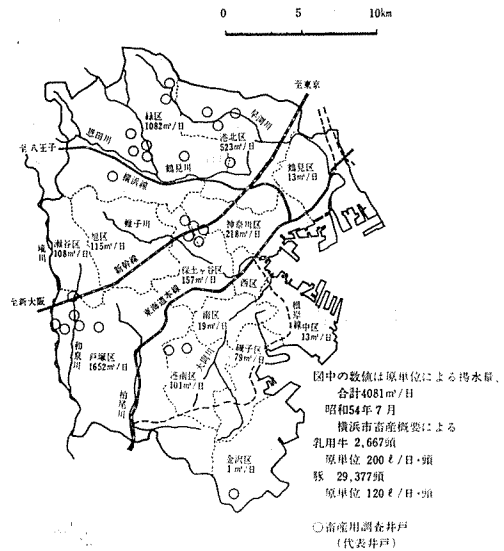 0 5 10km
至東京
緑区
1082㎥/日
早渕川
恩田川
港北区
523㎥/日
至八王子
鶴見川
鶴見区
13㎥/日
横浜線
帷子川
神奈川区
218㎥/日
旭区
115㎥/日
瀬谷区
108㎥/日
境川
新幹線
保土ヶ谷区
157㎥/日
西区
至新大阪
東海道本線
南区
19㎥/日
根岸線
中区
13㎥/日
和泉川
戸塚区
1652㎥/日
大岡川
磯子区
79㎥/日
港南区
101㎥/日
柏尾川
金沢区
1㎥/日
図中の数値は原単位による揚水量、
合計4081㎥/日
昭和54年7月
横浜市畜産概要による
乳用牛 2,667頭
原単位 200ℓ/日・頭
豚 29,377頭
原単位 120ℓ/日・頭
○畜産用調査井戸
(代表井戸)